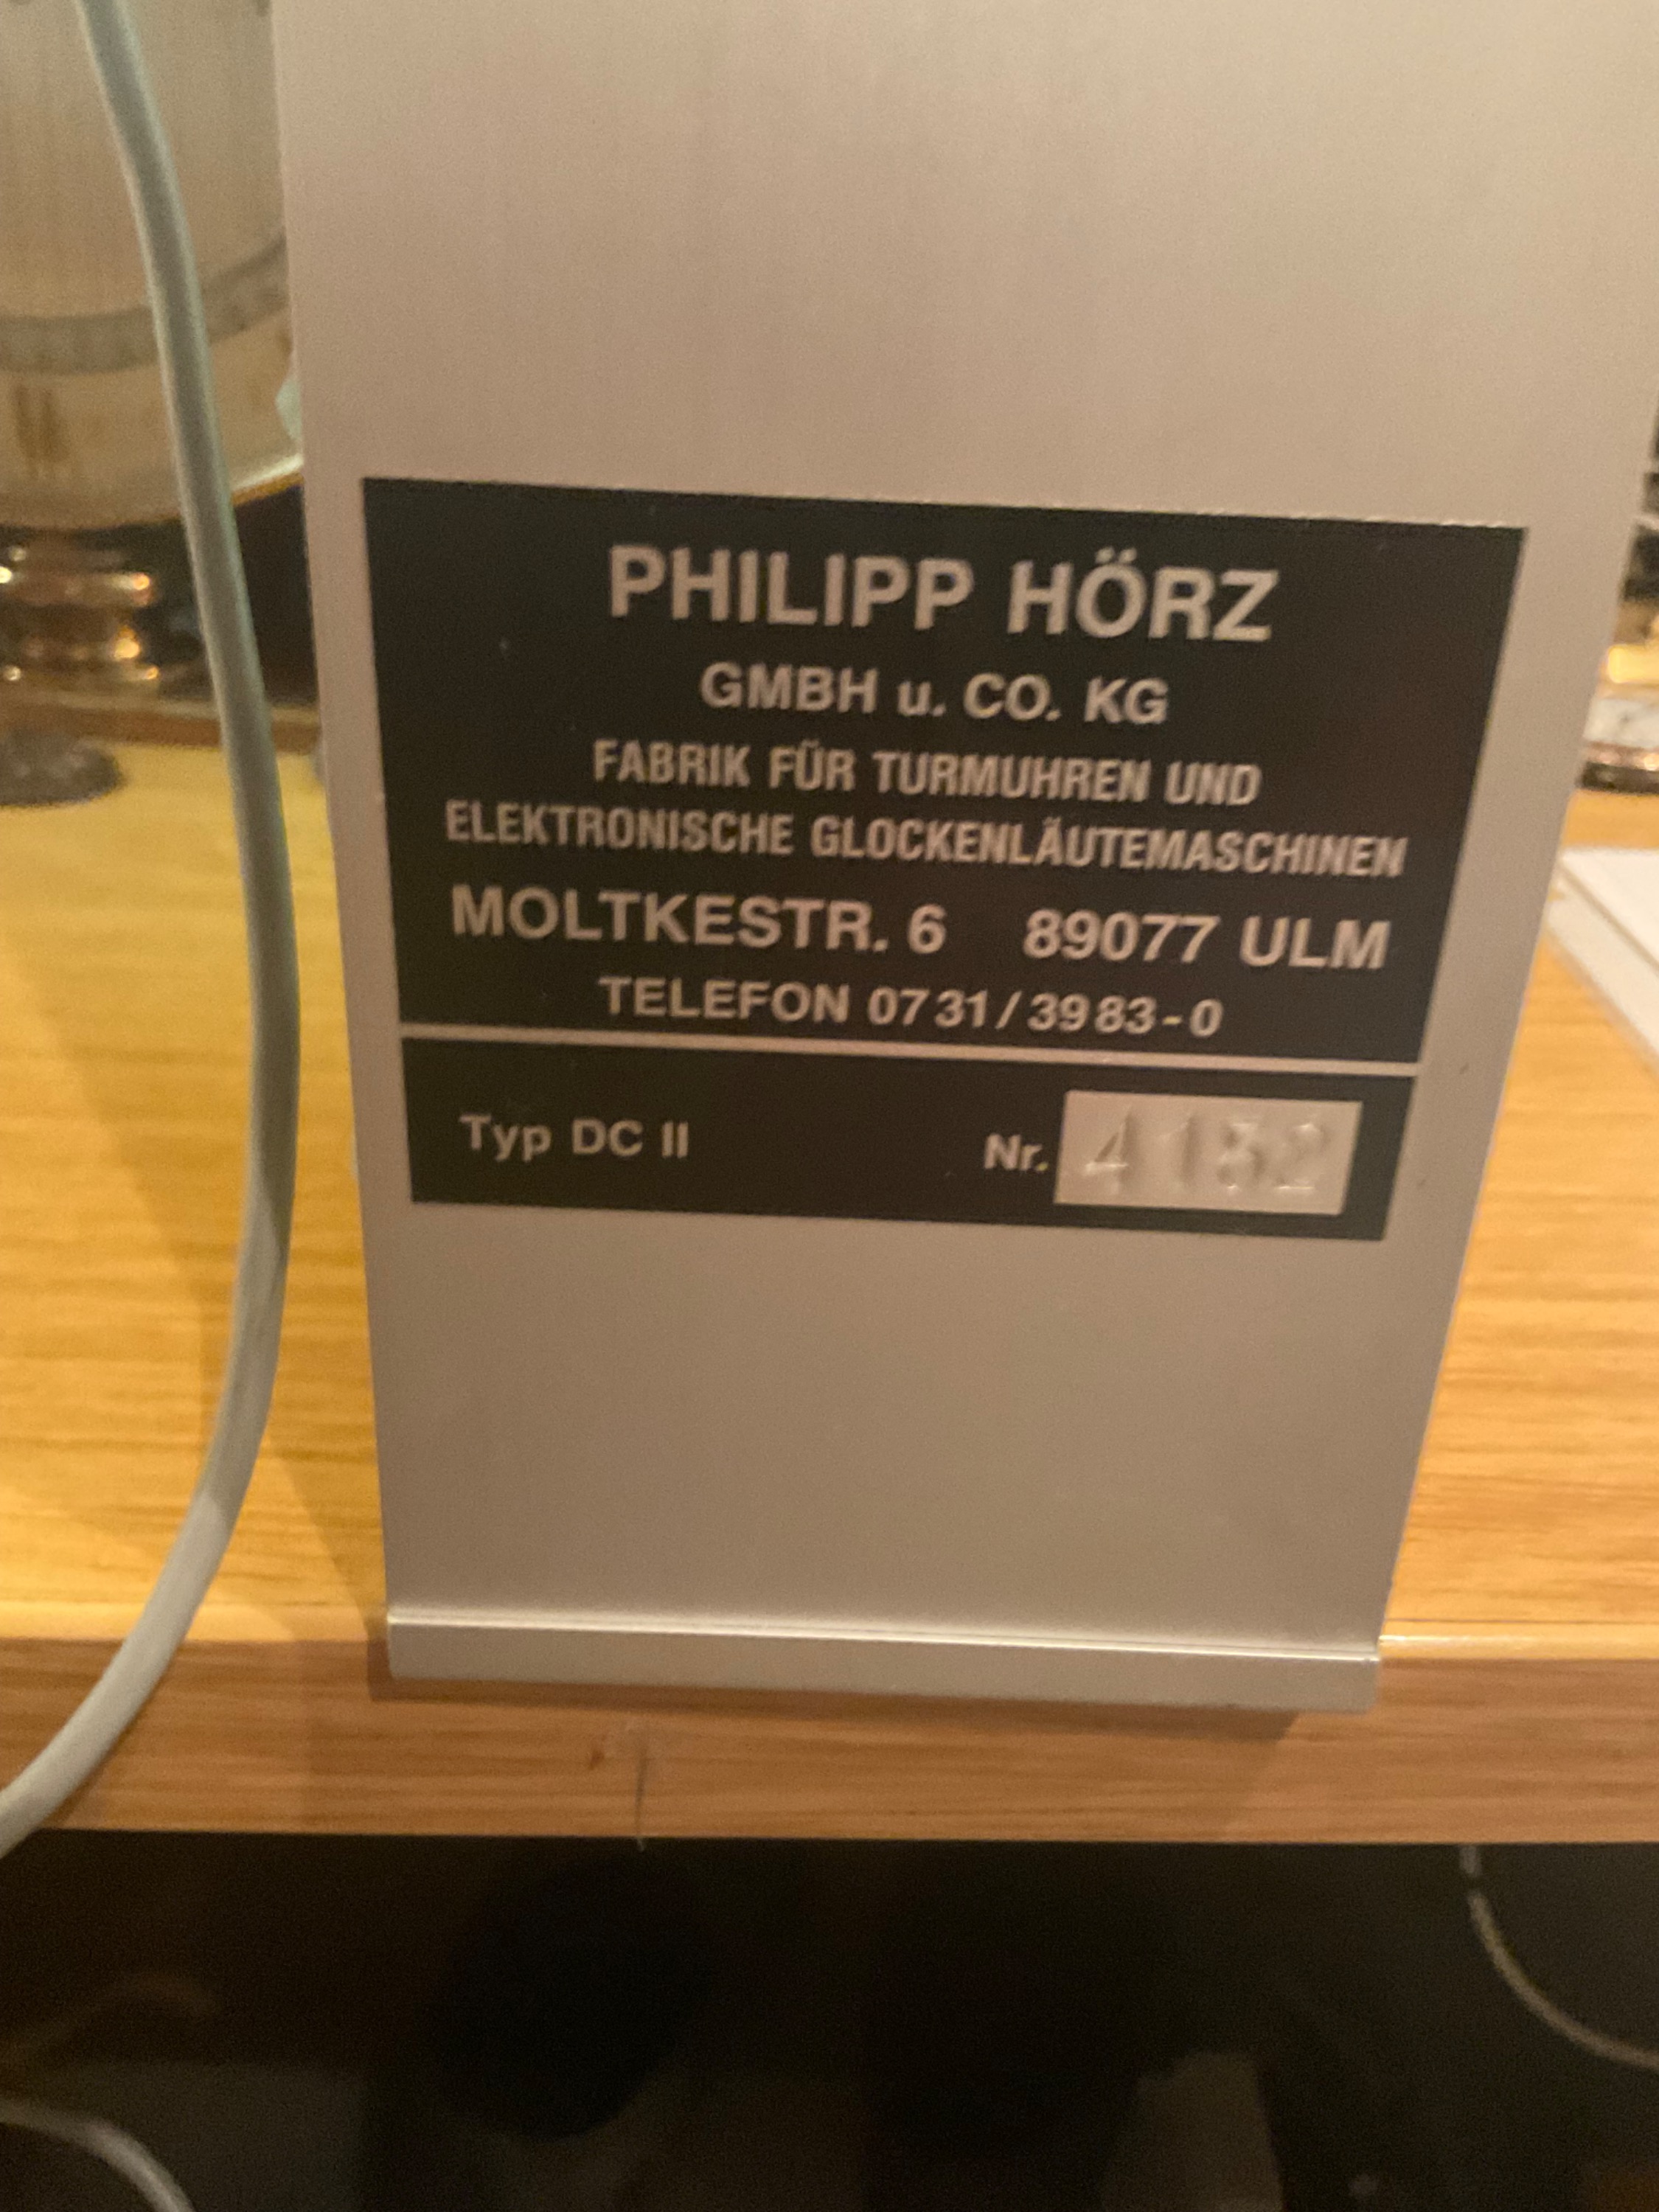 PHILIPP HÖRZ
GMBH u. CO. KG
FABRIK FÜR TURMUHREN UND
ELEKTRONISCHE GLOCKENLÄUTEMASCHINEN
MOLTKESTR. 6 89077 ULM
TELEFON 0731/3983-0
Typ DC II Nr. 4132